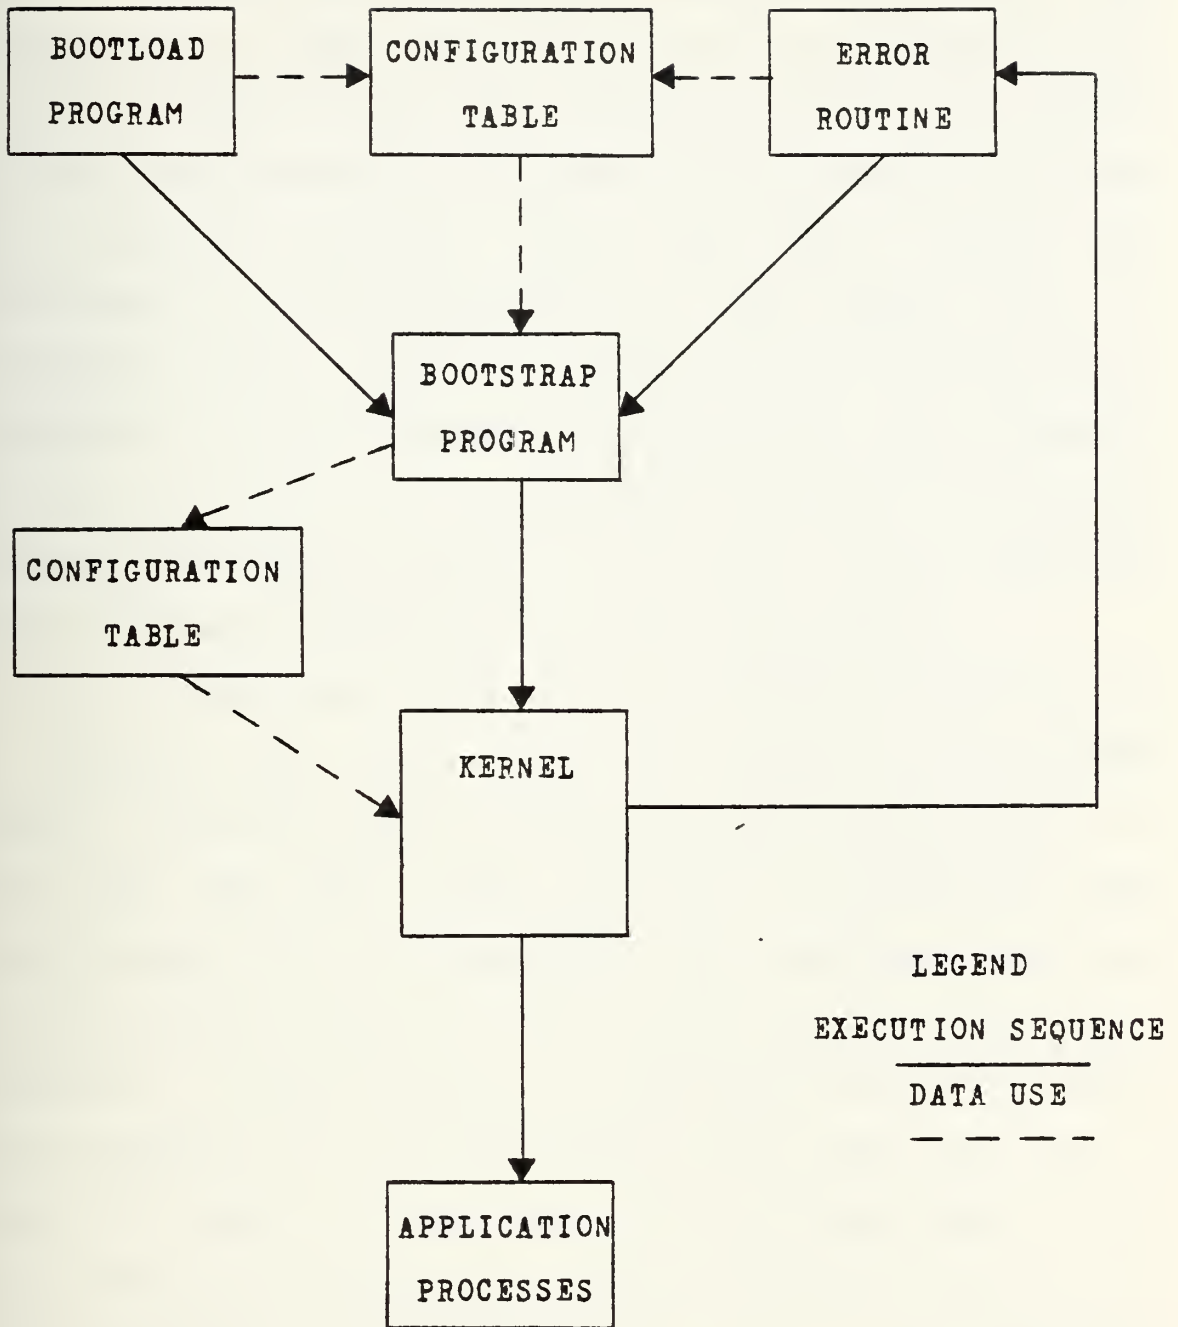 BOOTLOAD
PROGRAM
CONFIGURATION
TABLE
ERROR
ROUTINE
BOOTSTRAP
PROGRAM
CONFIGURATION
TABLE
KERNEL
LEGEND
EXECUTION SEQUENCE
DATA USE
APPLICATION
PROCESSES